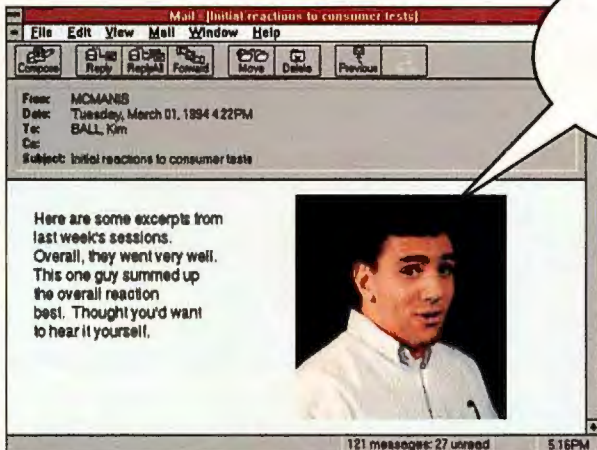 Mail - [Initial reactions to consumer tests]
File Edit View Mail Window Help
Compose Reply ReplyAll Forward Move Delete Previous
From: MCMANIS
Date: Tuesday, March 01, 1994 4:22PM
To: BALL, Kim
Cc:
Subject: Initial reactions to consumer tests
Here are some excerpts from
last week's sessions.
Overall, they went very well.
This one guy summed up
the overall reaction
best. Thought you'd want
to hear it yourself.
121 messages: 27 unread 5:16PM